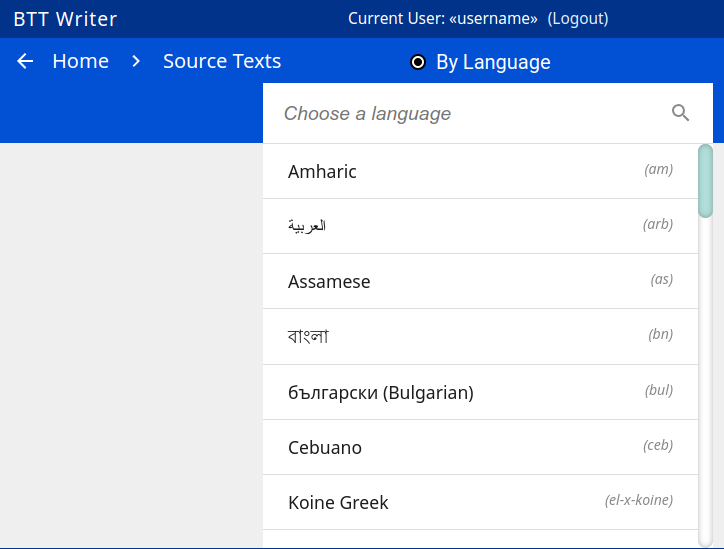 BTT Writer Current User: «username» (Logout)
Home Source Texts By Language
Choose a language
Amharic (am)
العربية (arb)
Assamese (as)
বাংলা (bn)
български (Bulgarian) (bul)
Cebuano (ceb)
Koine Greek (el-x-koine)